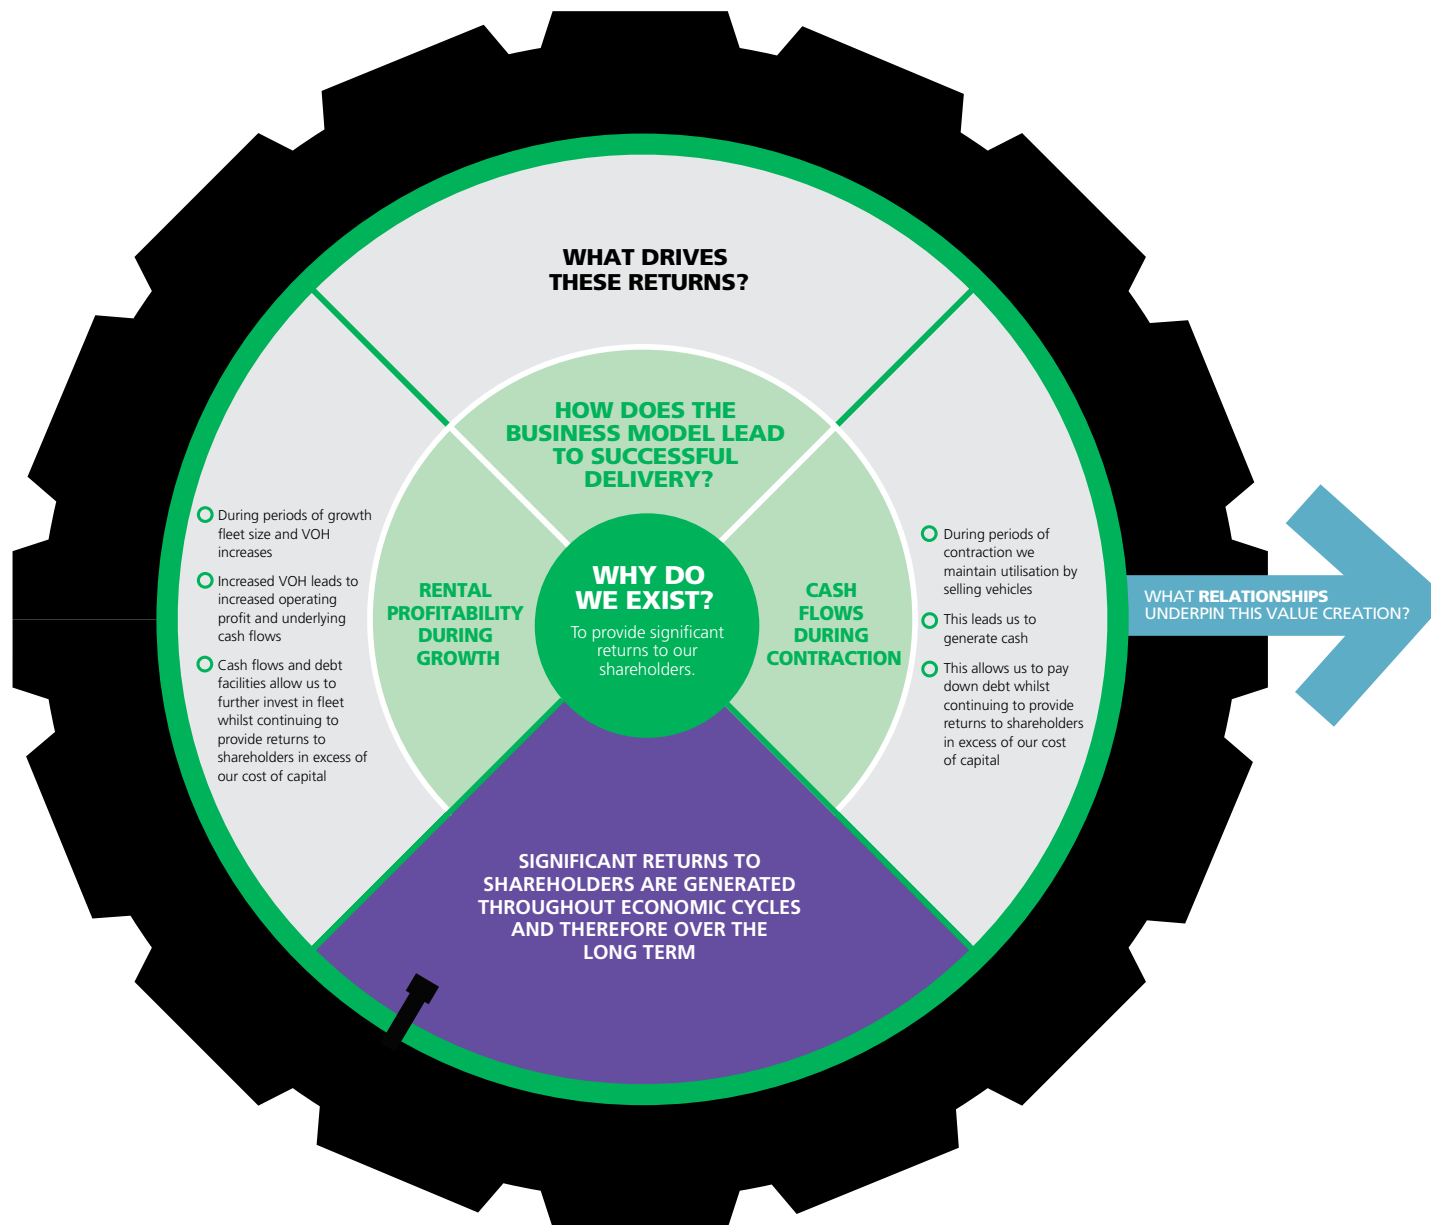 WHAT DRIVES
THESE RETURNS?
HOW DOES THE
BUSINESS MODEL LEAD
TO SUCCESSFUL
DELIVERY?
During periods of growth
fleet size and VOH
increases
Increased VOH leads to
increased operating
profit and underlying
cash flows
Cash flows and debt
facilities allow us to
further invest in fleet
whilst continuing to
provide returns to
shareholders in excess of
our cost of capital
RENTAL
PROFITABILITY
DURING
GROWTH
WHY DO
WE EXIST?
To provide significant
returns to our
shareholders.
CASH
FLOWS
DURING
CONTRACTION
During periods of
contraction we
maintain utilisation by
selling vehicles
This leads us to
generate cash
This allows us to pay
down debt whilst
continuing to provide
returns to shareholders
in excess of our cost
of capital
WHAT RELATIONSHIPS
UNDERPIN THIS VALUE CREATION?
SIGNIFICANT RETURNS TO
SHAREHOLDERS ARE GENERATED
THROUGHOUT ECONOMIC CYCLES
AND THEREFORE OVER THE
LONG TERM